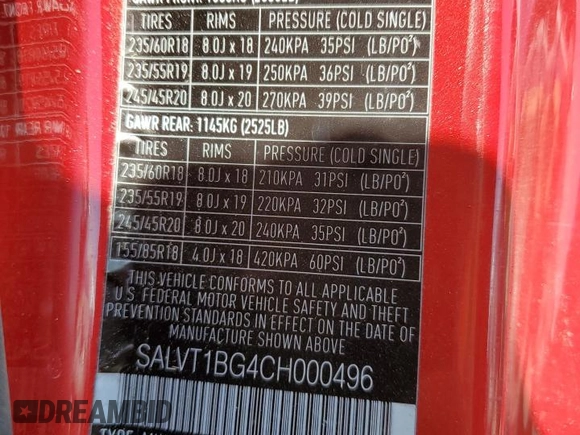 TIRES RIMS PRESSURE (COLD SINGLE)
235/60R18 8.0J x 18 240KPA 35PSI (LB/PO²)
235/55R19 8.0J x 19 250KPA 36PSI (LB/PO²)
245/45R20 8.0J x 20 270KPA 39PSI (LB/PO²)
GAWR REAR: 1145KG (2525LB)
TIRES RIMS PRESSURE (COLD SINGLE)
235/60R18 8.0J x 18 210KPA 31PSI (LB/PO²)
235/55R19 8.0J x 19 220KPA 32PSI (LB/PO²)
245/45R20 8.0J x 20 240KPA 35PSI (LB/PO²)
155/85R18 4.0J x 18 420KPA 60PSI (LB/PO²)
THIS VEHICLE CONFORMS TO ALL APPLICABLE
U.S. FEDERAL MOTOR VEHICLE SAFETY AND THEFT
PREVENTION STANDARDS IN EFFECT ON THE DATE OF
MANUFACTURE SHOWN ABOVE
SALVT1BG4CH000496
DREAMBID